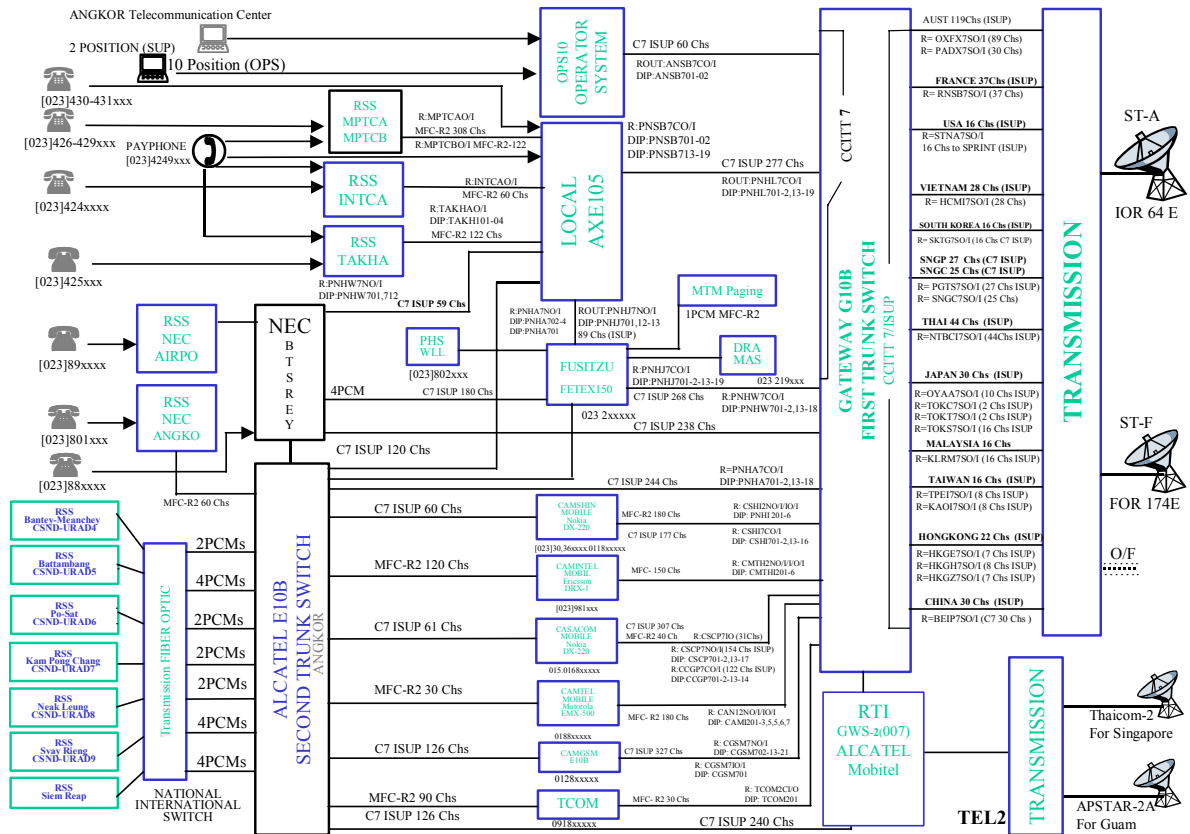 ANGKOR Telecommunication Center
2 POSITION (SUP)
10 Position (OPS)
[023]430-431xxx
[023]426-429xxx
PAYPHONE
[023]4249xxx
[023]424xxxx
[023]425xxx
[023]89xxxx
[023]801xxx
[023]88xxxx
OPS10
OPERATOR
SYSTEM
RSS
MPTCA
MPTCB
RSS
INTCA
RSS
TAKHA
RSS
NEC
AIRPO
RSS
NEC
ANGKO
R:MPTCAO/I
MFC-R2 308 Chs
R:MPTCBO/I MFC-R2-122
R:INTCAO/I
MFC-R2 60 Chs
R:TAKHAO/I
DIP:TAKH101-04
MFC-R2 122 Chs
R:PNHW7NO/I
DIP:PNHW701,712
C7 ISUP 59 Chs
LOCAL
AXE105
C7 ISUP 60 Chs
ROUT:ANSB7CO/I
DIP:ANSB701-02
R:PNSB7CO/I
DIP:PNSB701-02
DIP:PNSB713-19
C7 ISUP 277 Chs
ROUT:PNHL7CO/I
DIP:PNHL701-2,13-19
NEC
BTSREY
4PCM
R:PNHA7NO/I
DIP:PNHA702-4
DIP:PNHA701
ROUT:PNHJ7NO/I
DIP:PNHJ701,12-13
89 Chs (ISUP)
MTM Paging
1PCM MFC-R2
PHS
WLL
[023]802xxx
FUSITZU
FETEX150
023 2xxxxx
DRA
MAS
023 219xxx
R:PNHJ7CO/I
DIP:PNHJ701-2-13-19
C7 ISUP 268 Chs
C7 ISUP 180 Chs
R:PNHW7CO/I
DIP:PNHW701-2,13-18
C7 ISUP 238 Chs
C7 ISUP 120 Chs
MFC-R2 60 Chs
C7 ISUP 244 Chs
R=PNHA7CO/I
DIP:PNHA701-2,13-18
RSS
Bantey-Meanchey
CSND-URAD4
RSS
Battambang
CSND-URAD5
RSS
Po-Sat
CSND-URAD6
RSS
Kam Pong Chang
CSND-URAD7
RSS
Neak Leung
CSND-URAD8
RSS
Svay Rieng
CSND-URAD9
RSS
Siem Reap
Transmission FIBER OPTIC
2PCMs
4PCMs
2PCMs
2PCMs
2PCMs
4PCMs
4PCMs
NATIONAL
INTERNATIONAL
SWITCH
ALCATEL E10B
SECOND TRUNK SWITCH
ANGKOR
C7 ISUP 60 Chs
CAMSHIN
MOBILE
Nokia
DX-220
[023]30,36xxxx.0118xxxxx
MFC-R2 180 Chs
C7 ISUP 177 Chs
R: CSHI2NO/I/IO/I
DIP: PNHI201-6
R: CSHI7CO/I
DIP: CSHI701-2,13-16
MFC-R2 120 Chs
CAMINTEL
MOBIL
Ericsson
DRX-1
[023]981xxx
MFC- 150 Chs
R: CMTH2NO/I/I/O/I
DIP: CMTHI201-6
C7 ISUP 61 Chs
CASACOM
MOBILE
Nokia
DX-220
015.0168xxxxx
C7 ISUP 307 Chs
MFC-R2 40 Ch
R:CSCP7IO (31Chs)
R: CSCP7NO/I(154 Chs ISUP)
DIP: CSCP701-2,13-17
R: CCGP7CO/I (122 Chs ISUP)
DIP:CCGP701-2-13-14
MFC-R2 30 Chs
CAMTEL
MOBILE
Motorola
EMX-500
0188xxxxx
MFC- R2 180 Chs
R: CAN12NO/I/IO/I
DIP: CAMI201-3,5,5,6,7
C7 ISUP 126 Chs
CAMGSM
E10B
0128xxxxx
C7 ISUP 327 Chs
R: CGSM7NO/I
DIP: CGSM702-13-21
R: CGSM7IO/I
DIP: CGSM701
MFC-R2 90 Chs
TCOM
0918xxxxx
MFC- R2 30 Chs
R: TCOM2CI/O
DIP: TCOM201
C7 ISUP 126 Chs
C7 ISUP 240 Chs
CCITT 7
GATEWAY G10B
FIRST TRUNK SWITCH
CCITT 7/ISUP
RTI
GWS-2(007)
ALCATEL
Mobitel
AUST 119Chs (ISUP)
R= OXFX7SO/I (89 Chs)
R= PADX7SO/I (30 Chs)
FRANCE 37Chs (ISUP)
R= RNSB7SO/I (37 Chs)
USA 16 Chs (ISUP)
R=STNA7SO/I
16 Chs to SPRINT (ISUP)
VIETNAM 28 Chs (ISUP)
R= HCMI7SO/I (28 Chs)
SOUTH KOREA 16 Chs (ISUP)
R= SKTG7SO/I (16 Chs C7 ISUP)
SNGP 27 Chs (C7 ISUP)
SNGC 25 Chs (C7 ISUP)
R= PGTS7SO/I (27 Chs ISUP)
R= SNGC7SO/I (25 Chs)
THAI 44 Chs (ISUP)
R=NTBCI7SO/I (44Chs ISUP)
JAPAN 30 Chs (ISUP)
R=OYAA7SO/I (10 Chs ISUP)
R=TOKC7SO/I (2 Chs ISUP)
R=TOKT7SO/I (2 Chs ISUP)
R=TOKS7SO/I (16 Chs ISUP
MALAYSIA 16 Chs
R=KLRM7SO/I (16 Chs ISUP)
TAIWAN 16 Chs (ISUP)
R=TPEI7SO/I (8 Chs ISUP)
R=KAOI7SO/I (8 Chs ISUP)
HONGKONG 22 Chs (ISUP)
R=HKGE7SO/I (7 Chs ISUP)
R=HKGH7SO/I (8 Chs ISUP)
R=HKGZ7SO/I (7 Chs ISUP)
CHINA 30 Chs (ISUP)
R=BEIP7SO/I (C7 30 Chs )
TRANSMISSION
ST-A
IOR 64 E
ST-F
FOR 174E
O/F
TEL2
TRANSMISSION
Thaicom-2
For Singapore
APSTAR-2A
For Guam